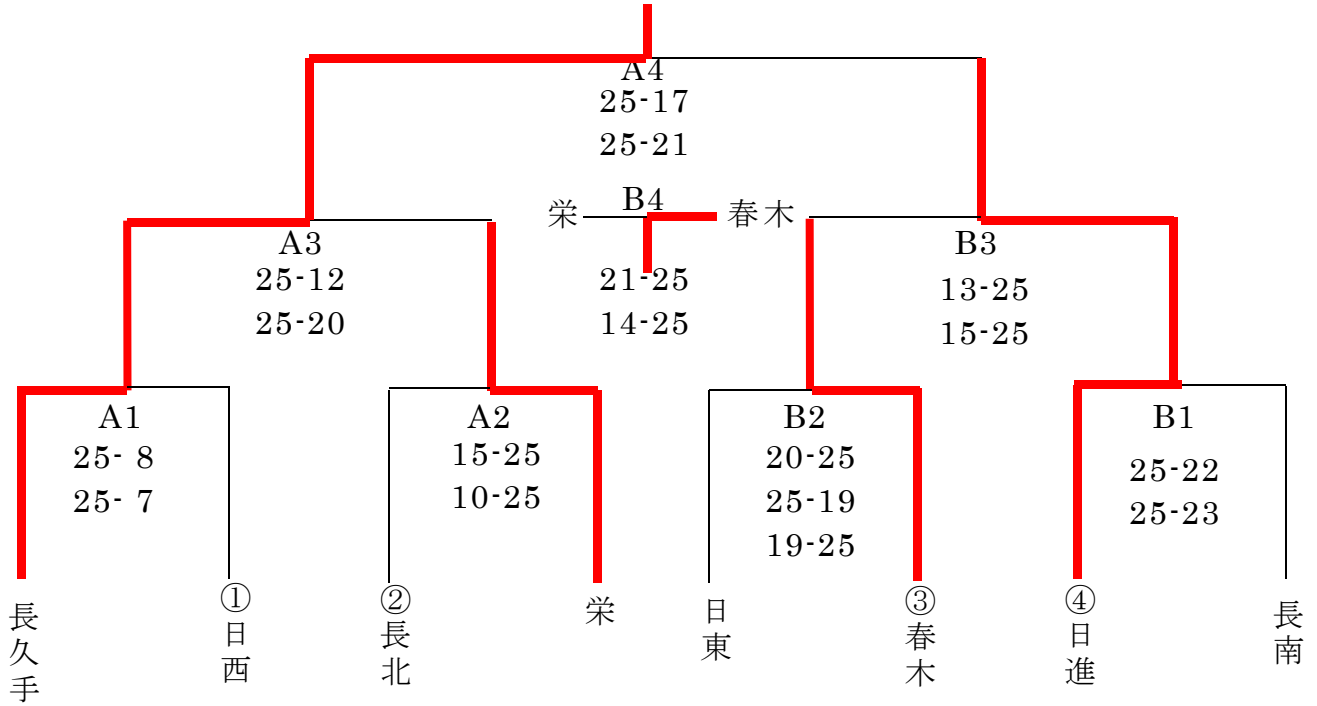 A4
25-17
25-21
栄
B4
春木
21-25
14-25
A3
25-12
25-20
B3
13-25
15-25
A1
25- 8
25- 7
A2
15-25
10-25
B2
20-25
25-19
19-25
B1
25-22
25-23
長久手
①日西
②長北
栄
日東
③春木
④日進
長南